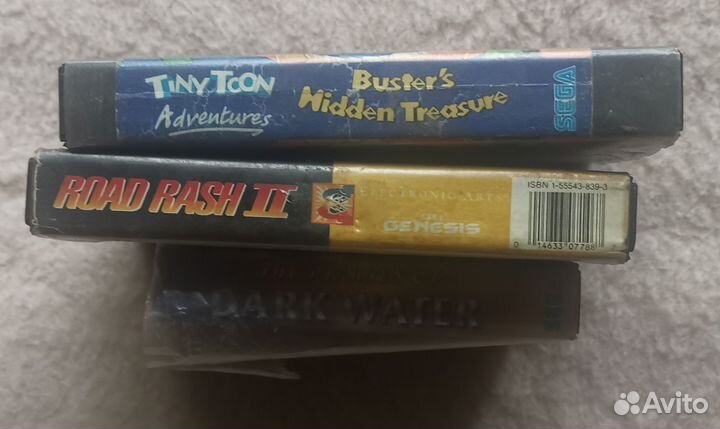 TINY TOON
Adventures
Buster's
Hidden Treasure
SEGA
ROAD RASH II
ELECTRONIC ARTS
GENESIS
ISBN 1-55543-839-3
0 14633 07788
DARK WATER
Avito